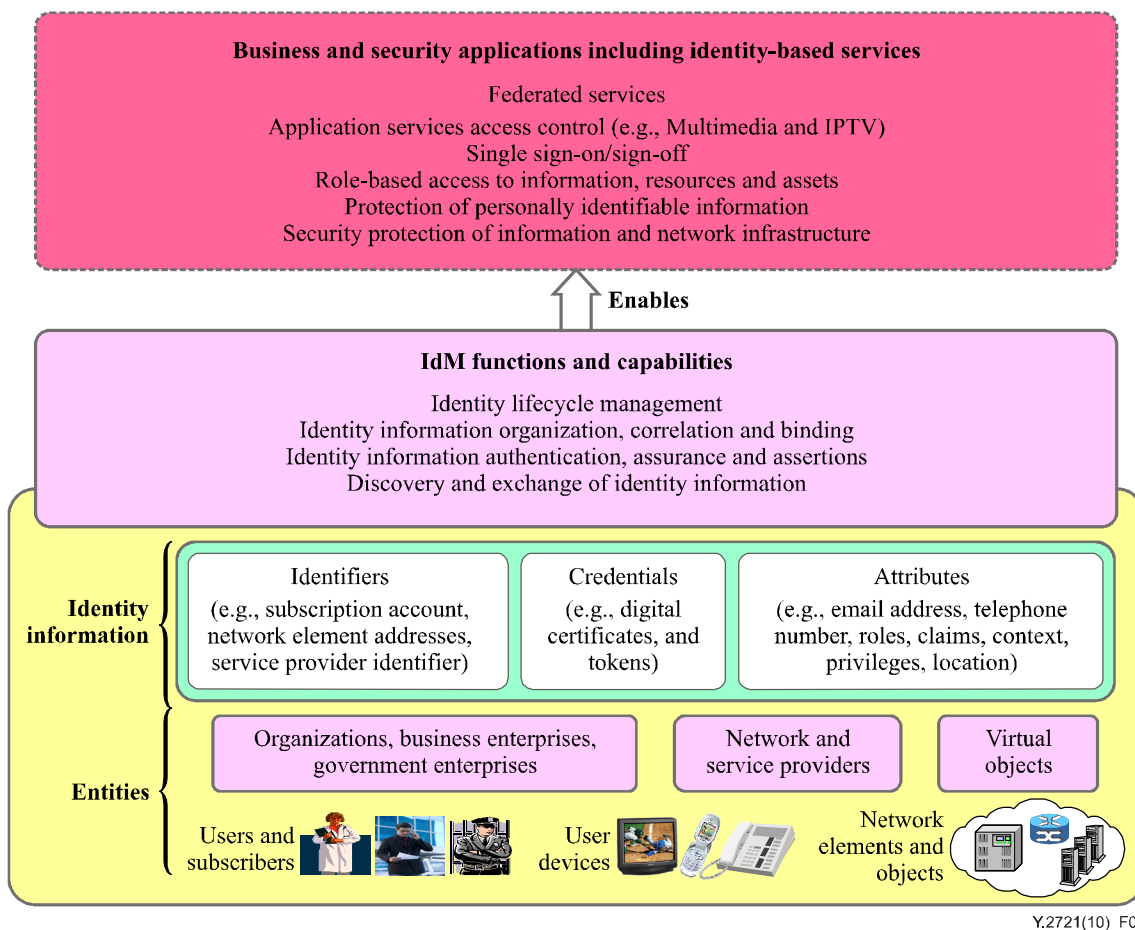 Business and security applications including identity-based services
Federated services
Application services access control (e.g., Multimedia and IPTV)
Single sign-on/sign-off
Role-based access to information, resources and assets
Protection of personally identifiable information
Security protection of information and network infrastructure
Enables
IdM functions and capabilities
Identity lifecycle management
Identity information organization, correlation and binding
Identity information authentication, assurance and assertions
Discovery and exchange of identity information
Identity
information
Identifiers
(e.g., subscription account,
network element addresses,
service provider identifier)
Credentials
(e.g., digital
certificates, and
tokens)
Attributes
(e.g., email address, telephone
number, roles, claims, context,
privileges, location)
Entities
Organizations, business enterprises,
government enterprises
Network and
service providers
Virtual
objects
Users and
subscribers
User
devices
Network
elements and
objects
Y.2721(10) F0